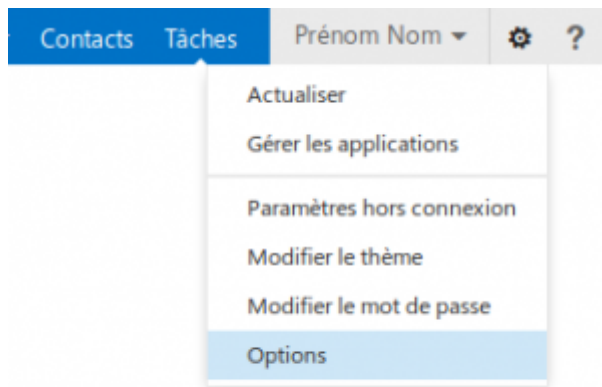 Contacts Tâches Prénom Nom ?
Actualiser
Gérer les applications
Paramètres hors connexion
Modifier le thème
Modifier le mot de passe
Options